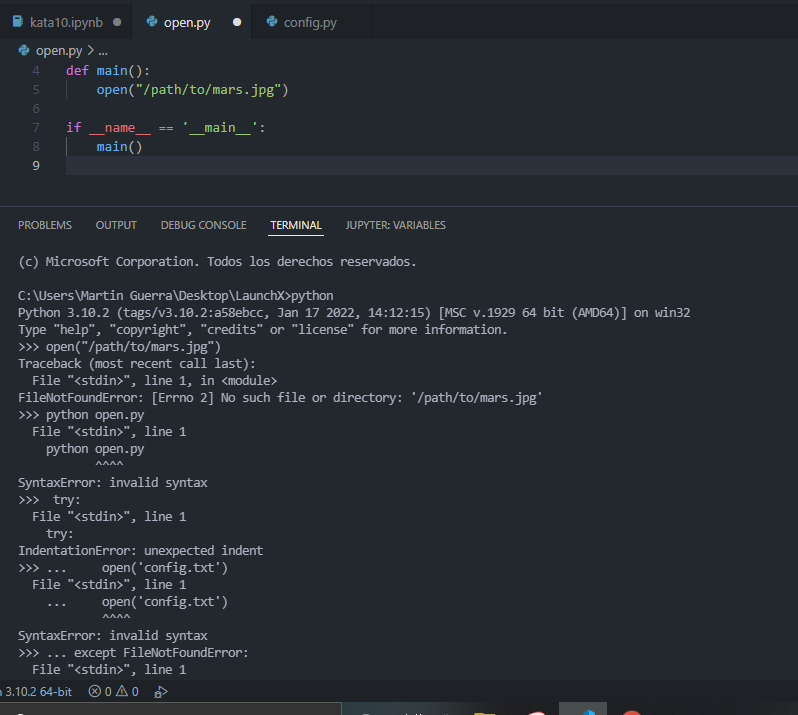 kata10.ipynb ● open.py ● config.py
open.py > ...
4 def main():
5 open("/path/to/mars.jpg")
6
7 if __name__ == '__main__':
8 main()
9
PROBLEMS OUTPUT DEBUG CONSOLE TERMINAL JUPYTER: VARIABLES
(c) Microsoft Corporation. Todos los derechos reservados.
C:\Users\Martin Guerra\Desktop\LaunchX>python
Python 3.10.2 (tags/v3.10.2:a58ebcc, Jan 17 2022, 14:12:15) [MSC v.1929 64 bit (AMD64)] on win32
Type "help", "copyright", "credits" or "license" for more information.
>>> open("/path/to/mars.jpg")
Traceback (most recent call last):
  File "<stdin>", line 1, in <module>
FileNotFoundError: [Errno 2] No such file or directory: '/path/to/mars.jpg'
>>> python open.py
  File "<stdin>", line 1
    python open.py
           ^^^^
SyntaxError: invalid syntax
>>>  try:
  File "<stdin>", line 1
    try:
IndentationError: unexpected indent
>>> ...     open('config.txt')
  File "<stdin>", line 1
    ...     open('config.txt')
            ^^^^
SyntaxError: invalid syntax
>>> ... except FileNotFoundError:
  File "<stdin>", line 1
3.10.2 64-bit 0 0